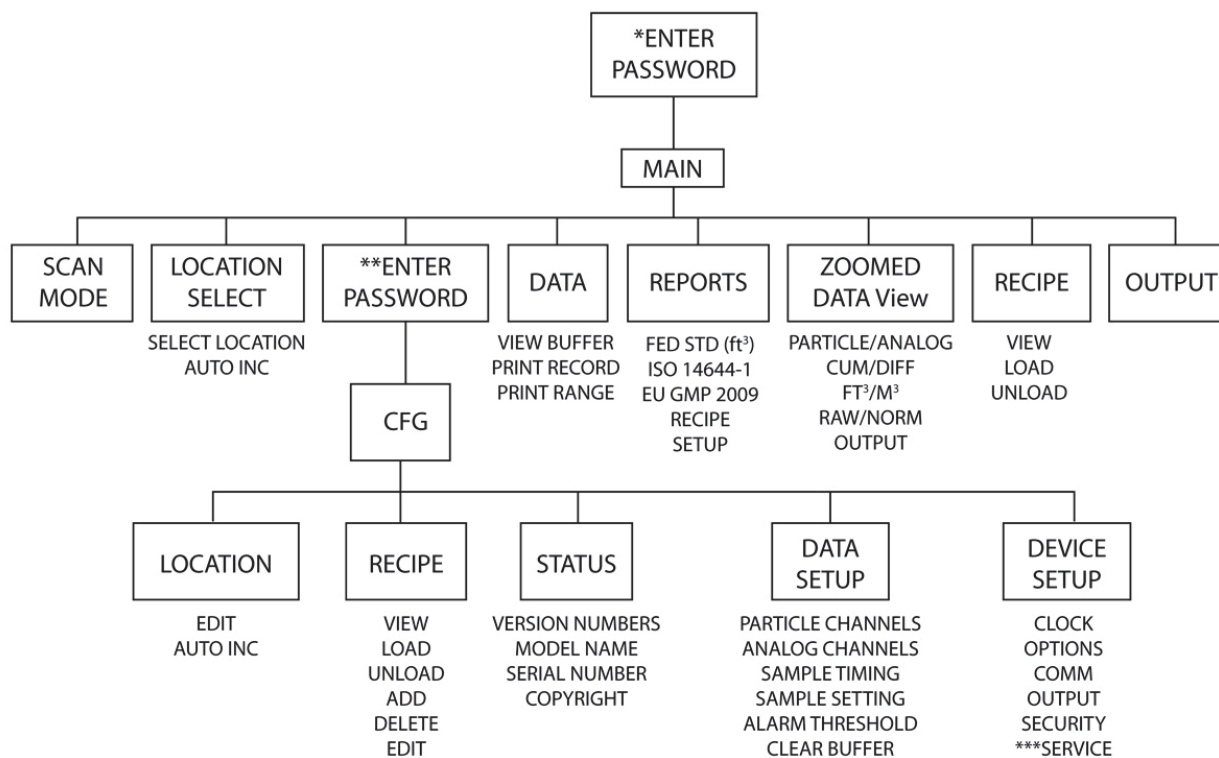 *ENTER
PASSWORD
MAIN
SCAN
MODE
LOCATION
SELECT
SELECT LOCATION
AUTO INC
**ENTER
PASSWORD
DATA
VIEW BUFFER
PRINT RECORD
PRINT RANGE
REPORTS
FED STD (ft³)
ISO 14644-1
EU GMP 2009
RECIPE
SETUP
ZOOMED
DATA View
PARTICLE/ANALOG
CUM/DIFF
FT³/M³
RAW/NORM
OUTPUT
RECIPE
VIEW
LOAD
UNLOAD
OUTPUT
CFG
LOCATION
EDIT
AUTO INC
RECIPE
VIEW
LOAD
UNLOAD
ADD
DELETE
EDIT
STATUS
VERSION NUMBERS
MODEL NAME
SERIAL NUMBER
COPYRIGHT
DATA
SETUP
PARTICLE CHANNELS
ANALOG CHANNELS
SAMPLE TIMING
SAMPLE SETTING
ALARM THRESHOLD
CLEAR BUFFER
DEVICE
SETUP
CLOCK
OPTIONS
COMM
OUTPUT
SECURITY
***SERVICE